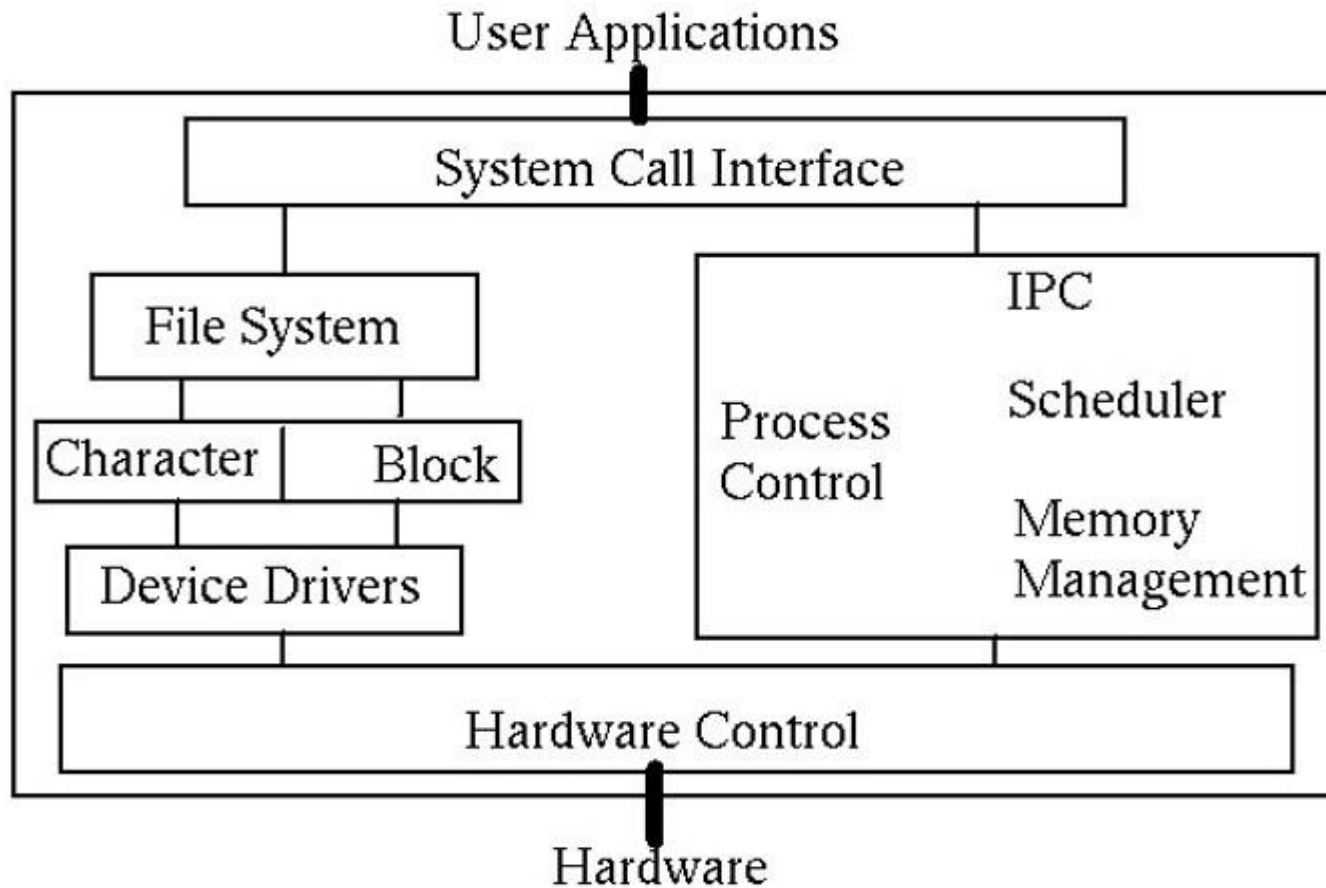 User Applications
System Call Interface
File System
Character
Block
Device Drivers
Process
Control
IPC
Scheduler
Memory
Management
Hardware Control
Hardware